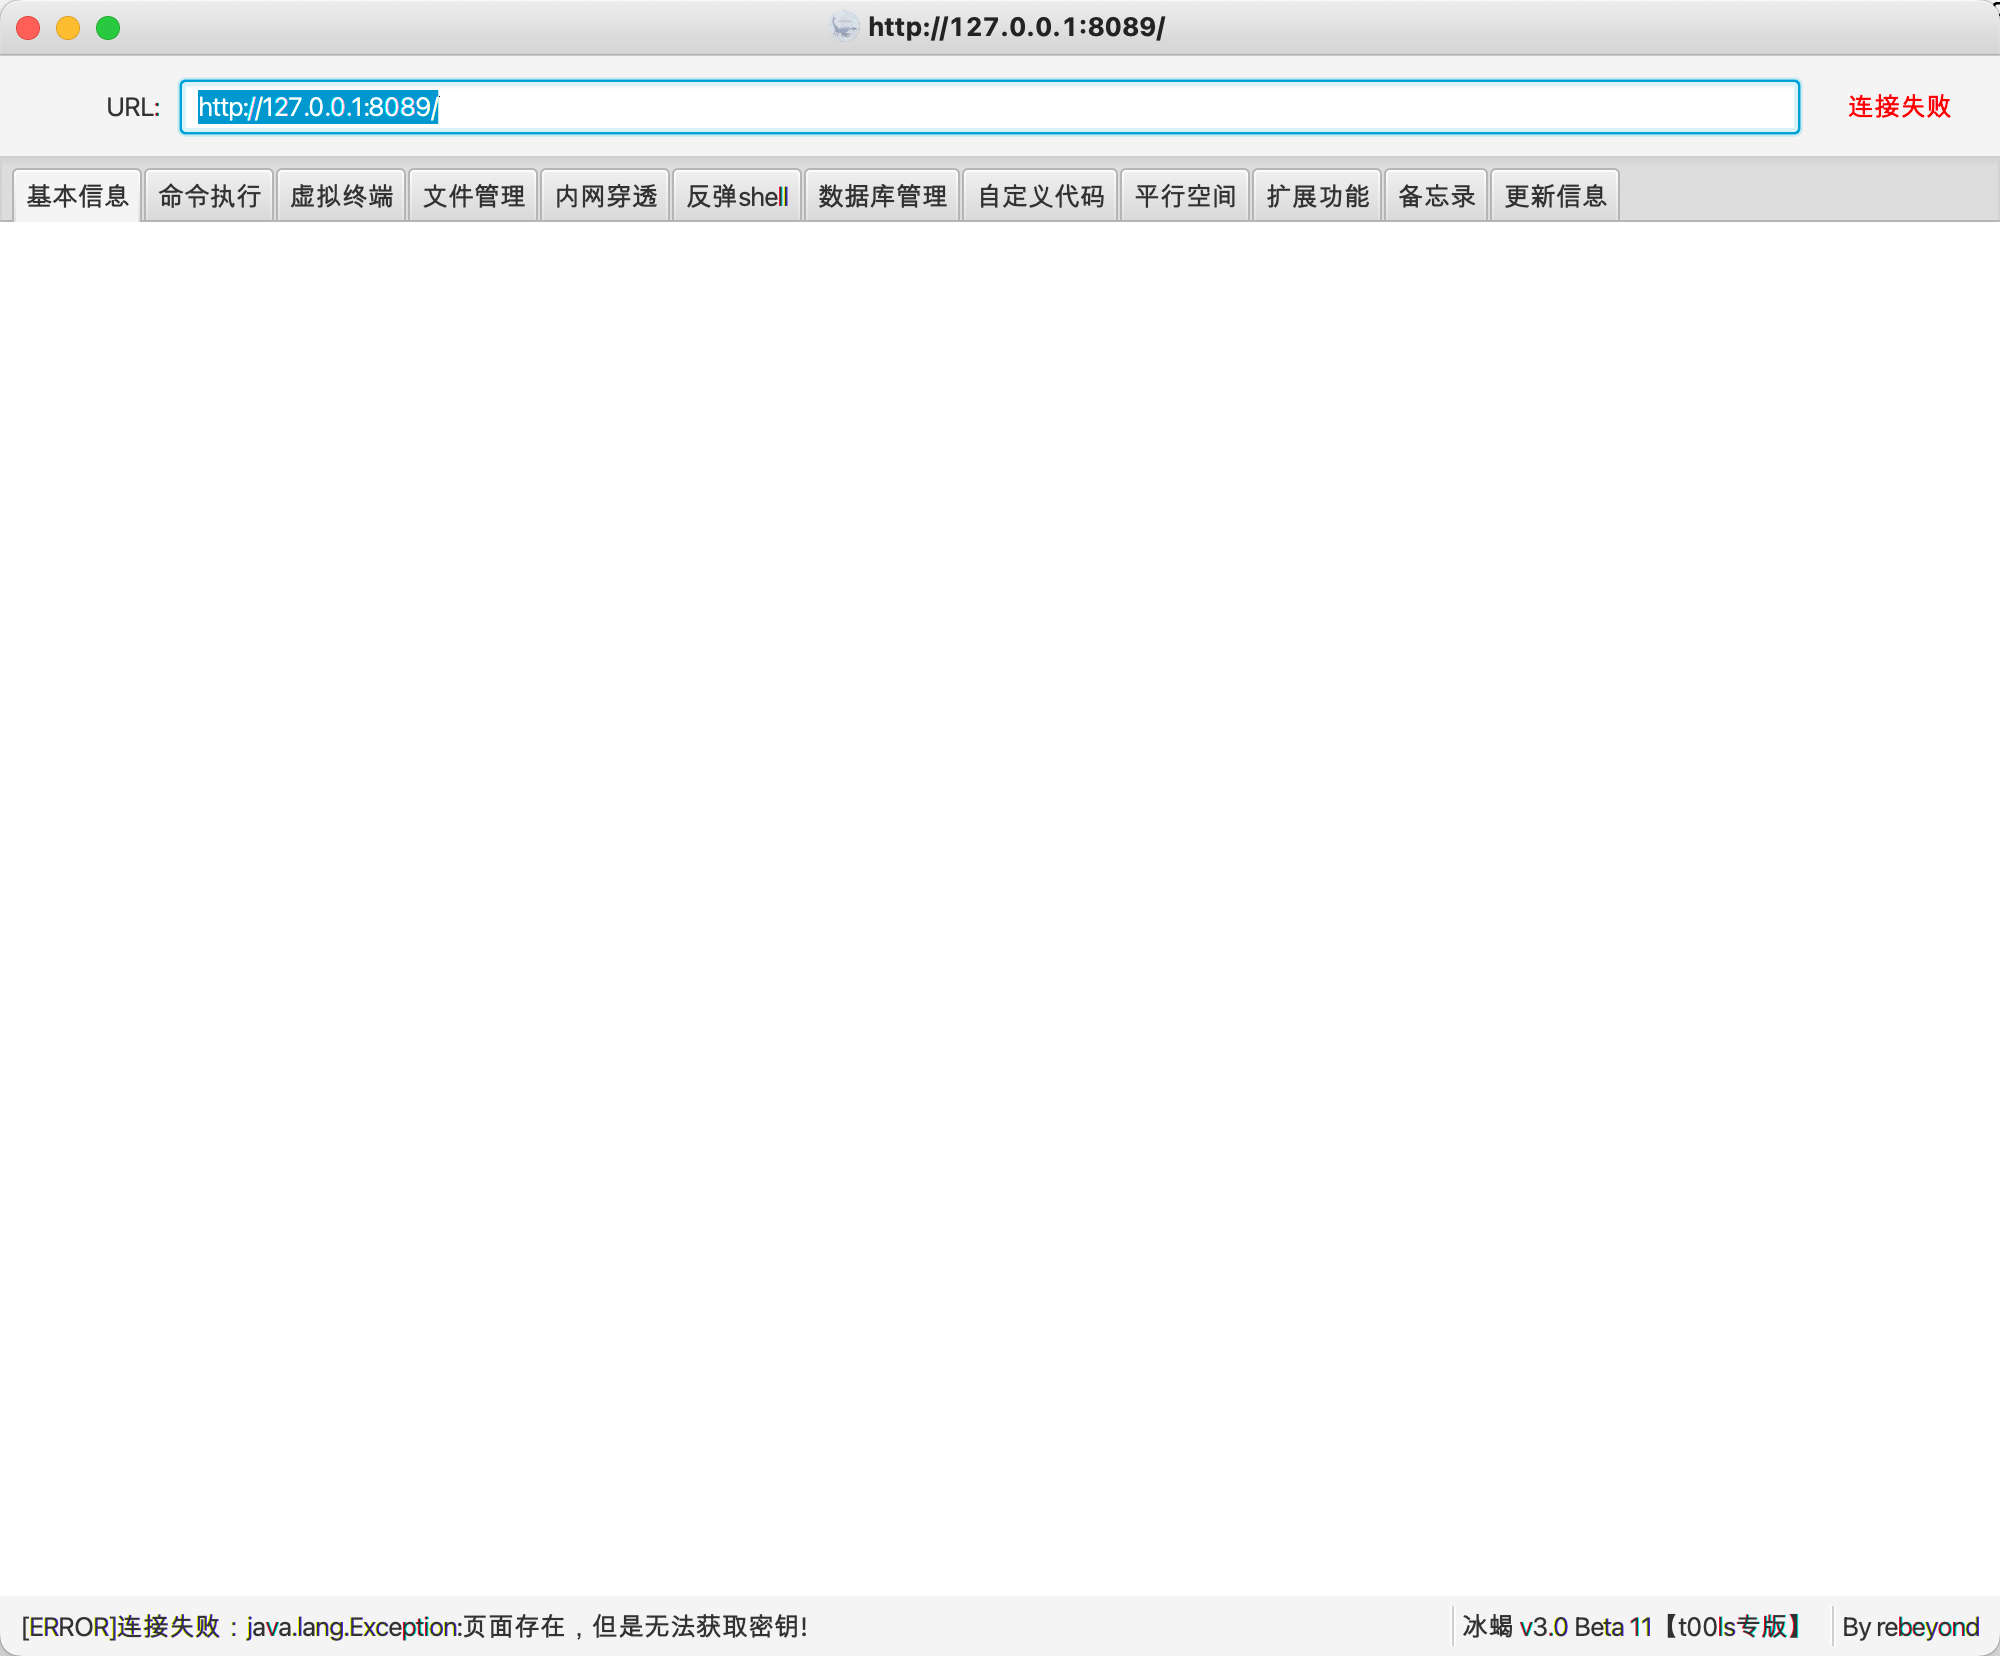 http://127.0.0.1:8089/
URL: http://127.0.0.1:8089/ 连接失败
基本信息 命令执行 虚拟终端 文件管理 内网穿透 反弹shell 数据库管理 自定义代码 平行空间 扩展功能 备忘录 更新信息
[ERROR]连接失败：java.lang.Exception:页面存在，但是无法获取密钥! 冰蝎 v3.0 Beta 11【t00ls专版】 By rebeyond